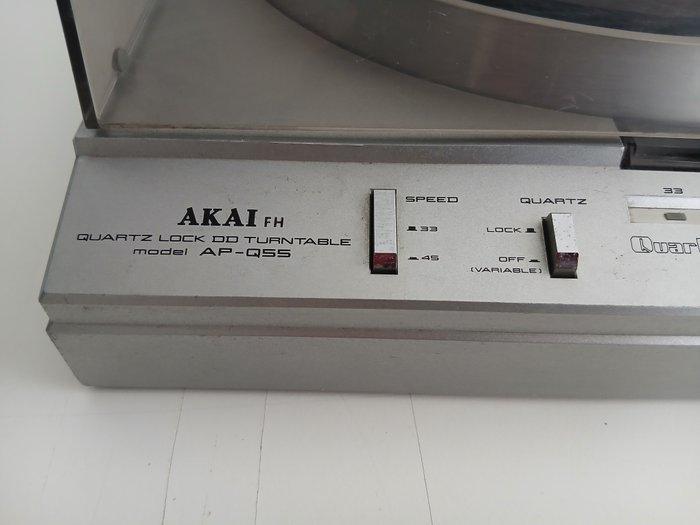 AKAI FH
QUARTZ LOCK DD TURNTABLE
model AP-Q55
SPEED
33
45
QUARTZ
LOCK
OFF
(VARIABLE)
33